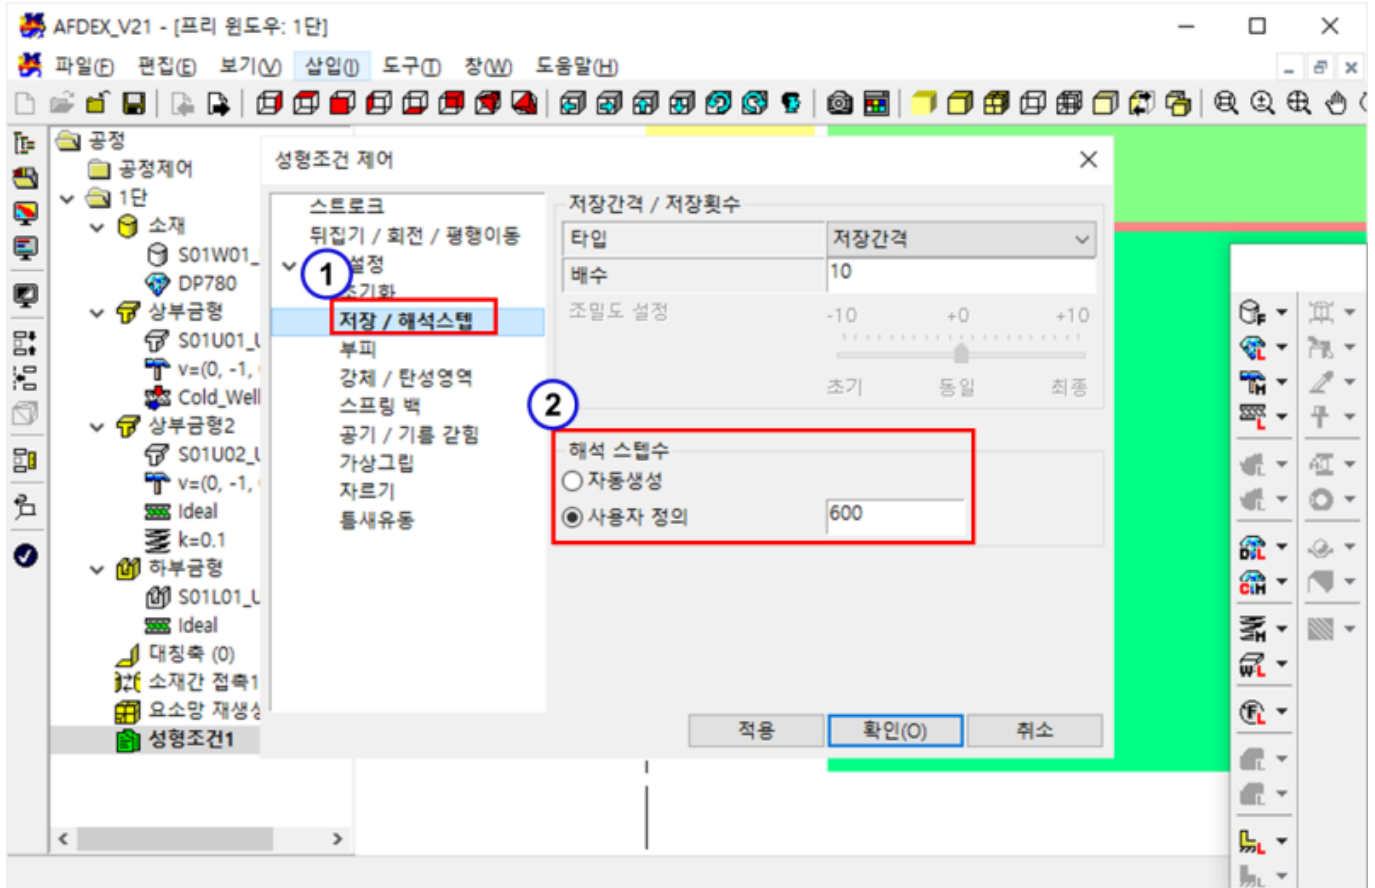 AFDEX_V21 - [프리 윈도우: 1단]
파일(F) 편집(E) 보기(V) 삽입(I) 도구(T) 창(W) 도움말(H)
공정
공정제어
1단
소재
S01W01_
DP780
상부금형
S01U01_U
v=(0, -1,
Cold_Well
상부금형2
S01U02_U
v=(0, -1,
Ideal
k=0.1
하부금형
S01L01_U
Ideal
대칭축 (0)
소재간 접촉1
요소망 재생성
성형조건1
성형조건 제어
스트로크
뒤집기 / 회전 / 평행이동
1
설정
초기화
저장 / 해석스텝
부피
강체 / 탄성영역
스프링 백
공기 / 기름 갇힘
가상그립
자르기
틈새유동
저장간격 / 저장횟수
타입 저장간격
배수 10
조밀도 설정 -10 +0 +10
초기 동일 최종
2
해석 스텝수
자동생성
사용자 정의 600
적용 확인(O) 취소